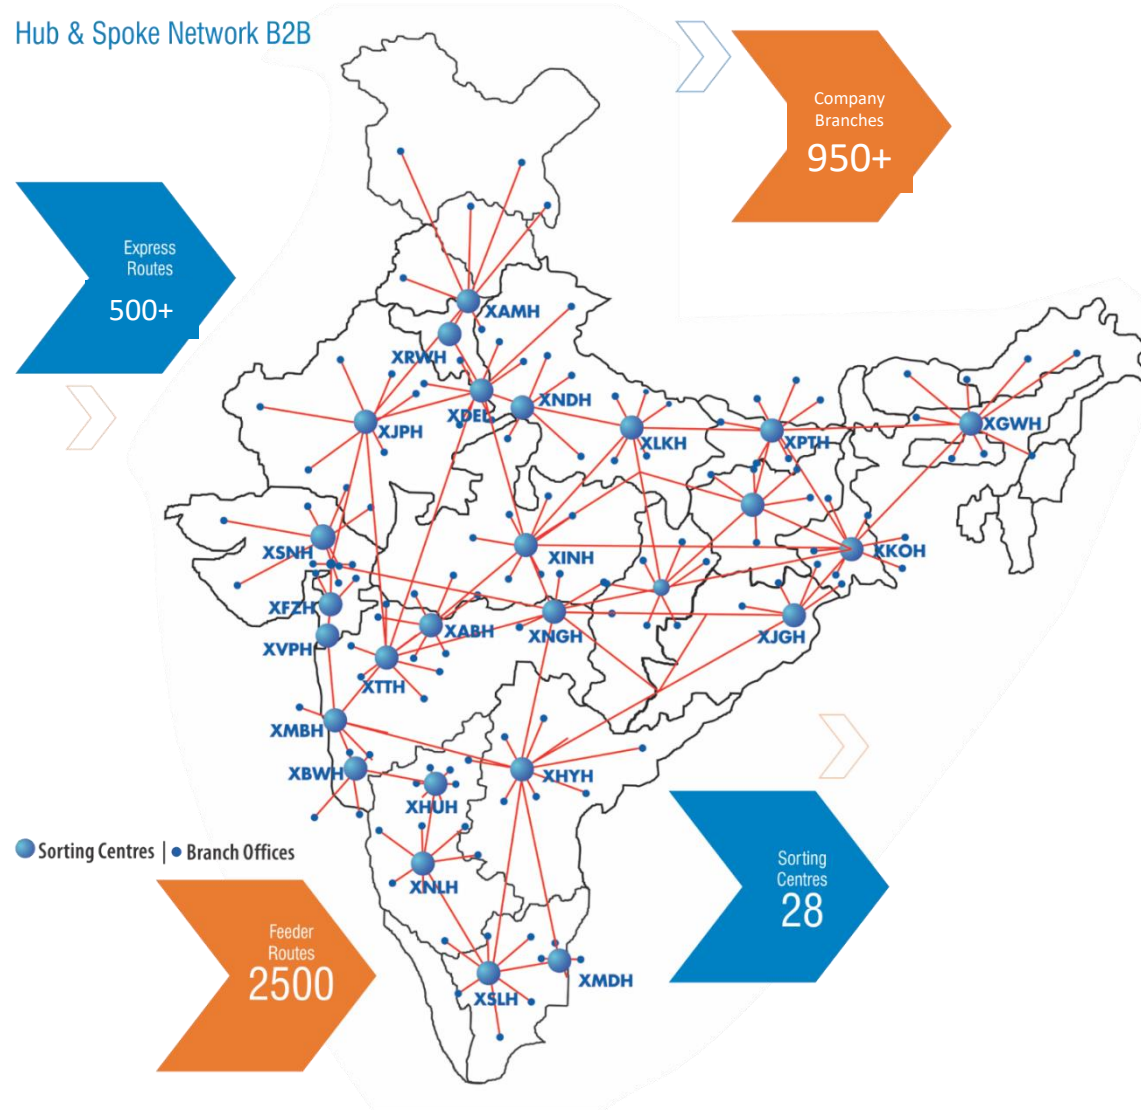 Hub & Spoke Network B2B
Company
Branches
950+
Express
Routes
500+
XAMH
XRWH
XNDH
XDEL
XJPH
XLKH
XPTH
XGWH
XSNH
XINH
KKOH
XFZH
XABH
XNGH
XJGH
XVPH
XTTH
XMBH
XBWH
XHYH
XHUH
Sorting Centres | Branch Offices
Sorting
Centres
28
XNLH
Feeder
Routes
2500
XMDH
XSLH